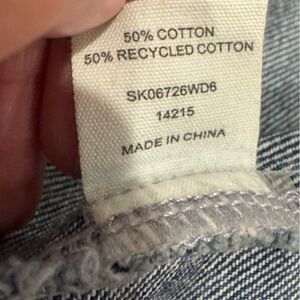 50% COTTON
50% RECYCLED COTTON
SK06726WD6
14215
MADE IN CHINA